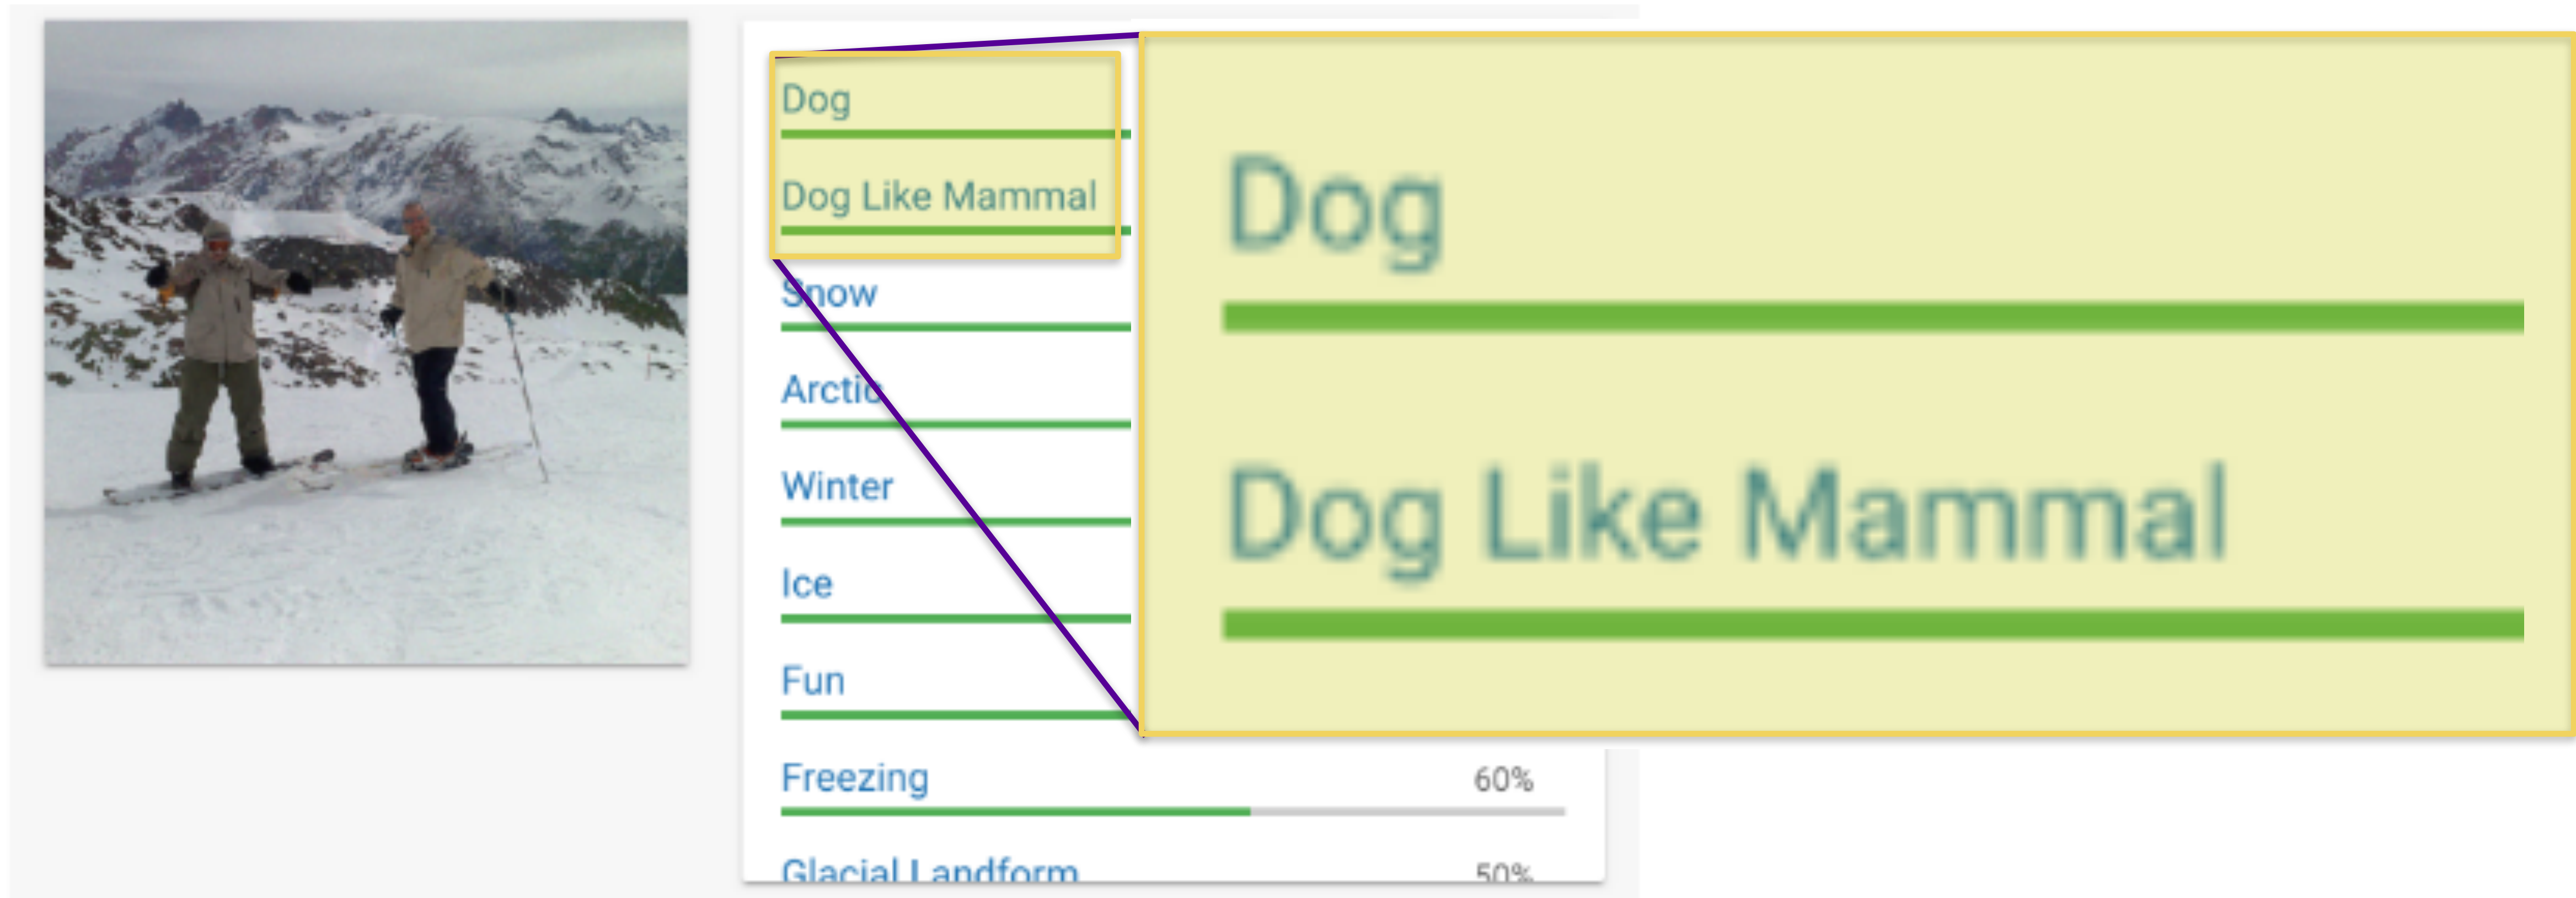 Dog
Dog Like Mammal
Snow
Arctic
Winter
Ice
Fun
Freezing 60%
Glacial Landform 50%
Dog
Dog Like Mammal